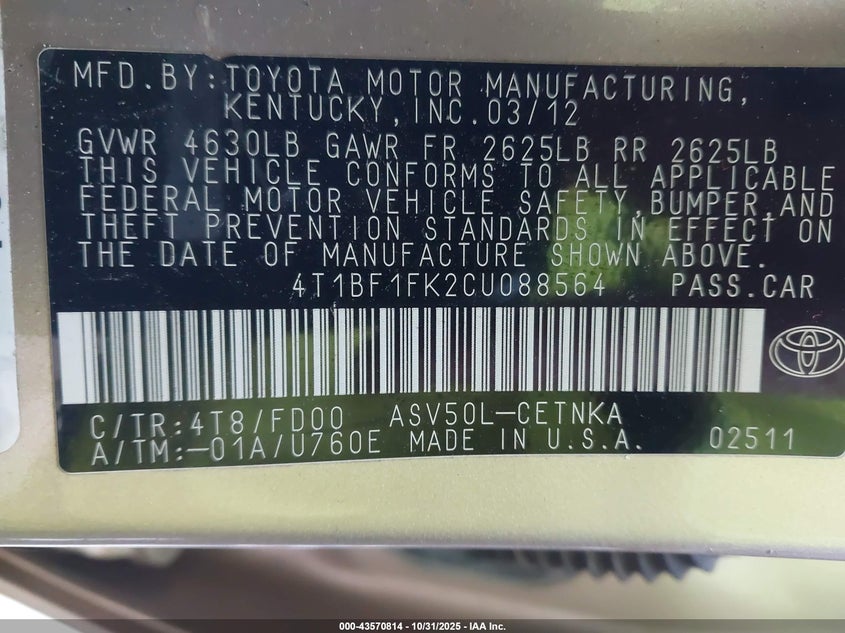 MFD.BY:TOYOTA MOTOR MANUFACTURING,
KENTUCKY,INC.03/12
GVWR 4630LB GAWR FR 2625LB RR 2625LB
THIS VEHICLE CONFORMS TO ALL APPLICABLE
FEDERAL MOTOR VEHICLE SAFETY,BUMPER,AND
THEFT PREVENTION STANDARDS IN EFFECT ON
THE DATE OF MANUFACTURE SHOWN ABOVE.
4T1BF1FK2CU088564 PASS.CAR
C/TR:4T8/FD00 ASV50L-CETNKA
A/TM:-01A/U760E MADE IN U.S.A. 02511
000-43570814 - 10/31/2025 - IAA Inc.